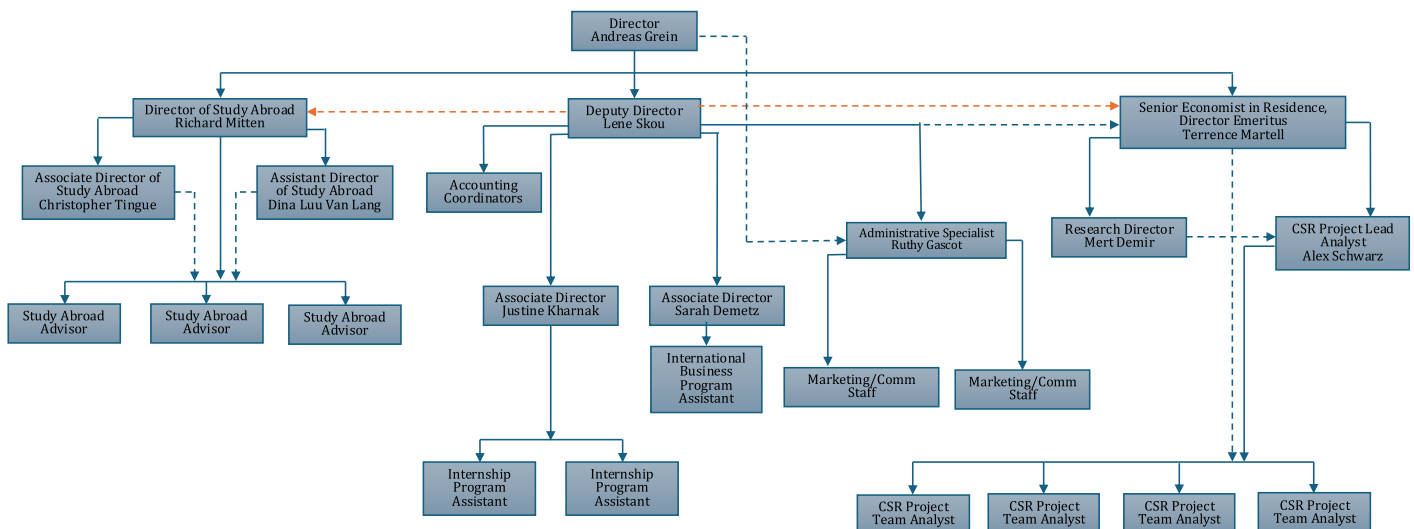 Director
Andreas Grein
Director of Study Abroad
Richard Mitten
Deputy Director
Lene Skou
Senior Economist in Residence,
Director Emeritus
Terrence Martell
Associate Director of
Study Abroad
Christopher Tingue
Assistant Director
of Study Abroad
Dina Luu Van Lang
Accounting
Coordinators
Administrative Specialist
Ruthy Gascot
Research Director
Mert Demir
CSR Project Lead
Analyst
Alex Schwarz
Study Abroad
Advisor
Study Abroad
Advisor
Study Abroad
Advisor
Associate Director
Justine Kharnak
Associate Director
Sarah Demetz
International
Business
Program
Assistant
Marketing/Comm
Staff
Marketing/Comm
Staff
Internship
Program
Assistant
Internship
Program
Assistant
CSR Project
Team Analyst
CSR Project
Team Analyst
CSR Project
Team Analyst
CSR Project
Team Analyst